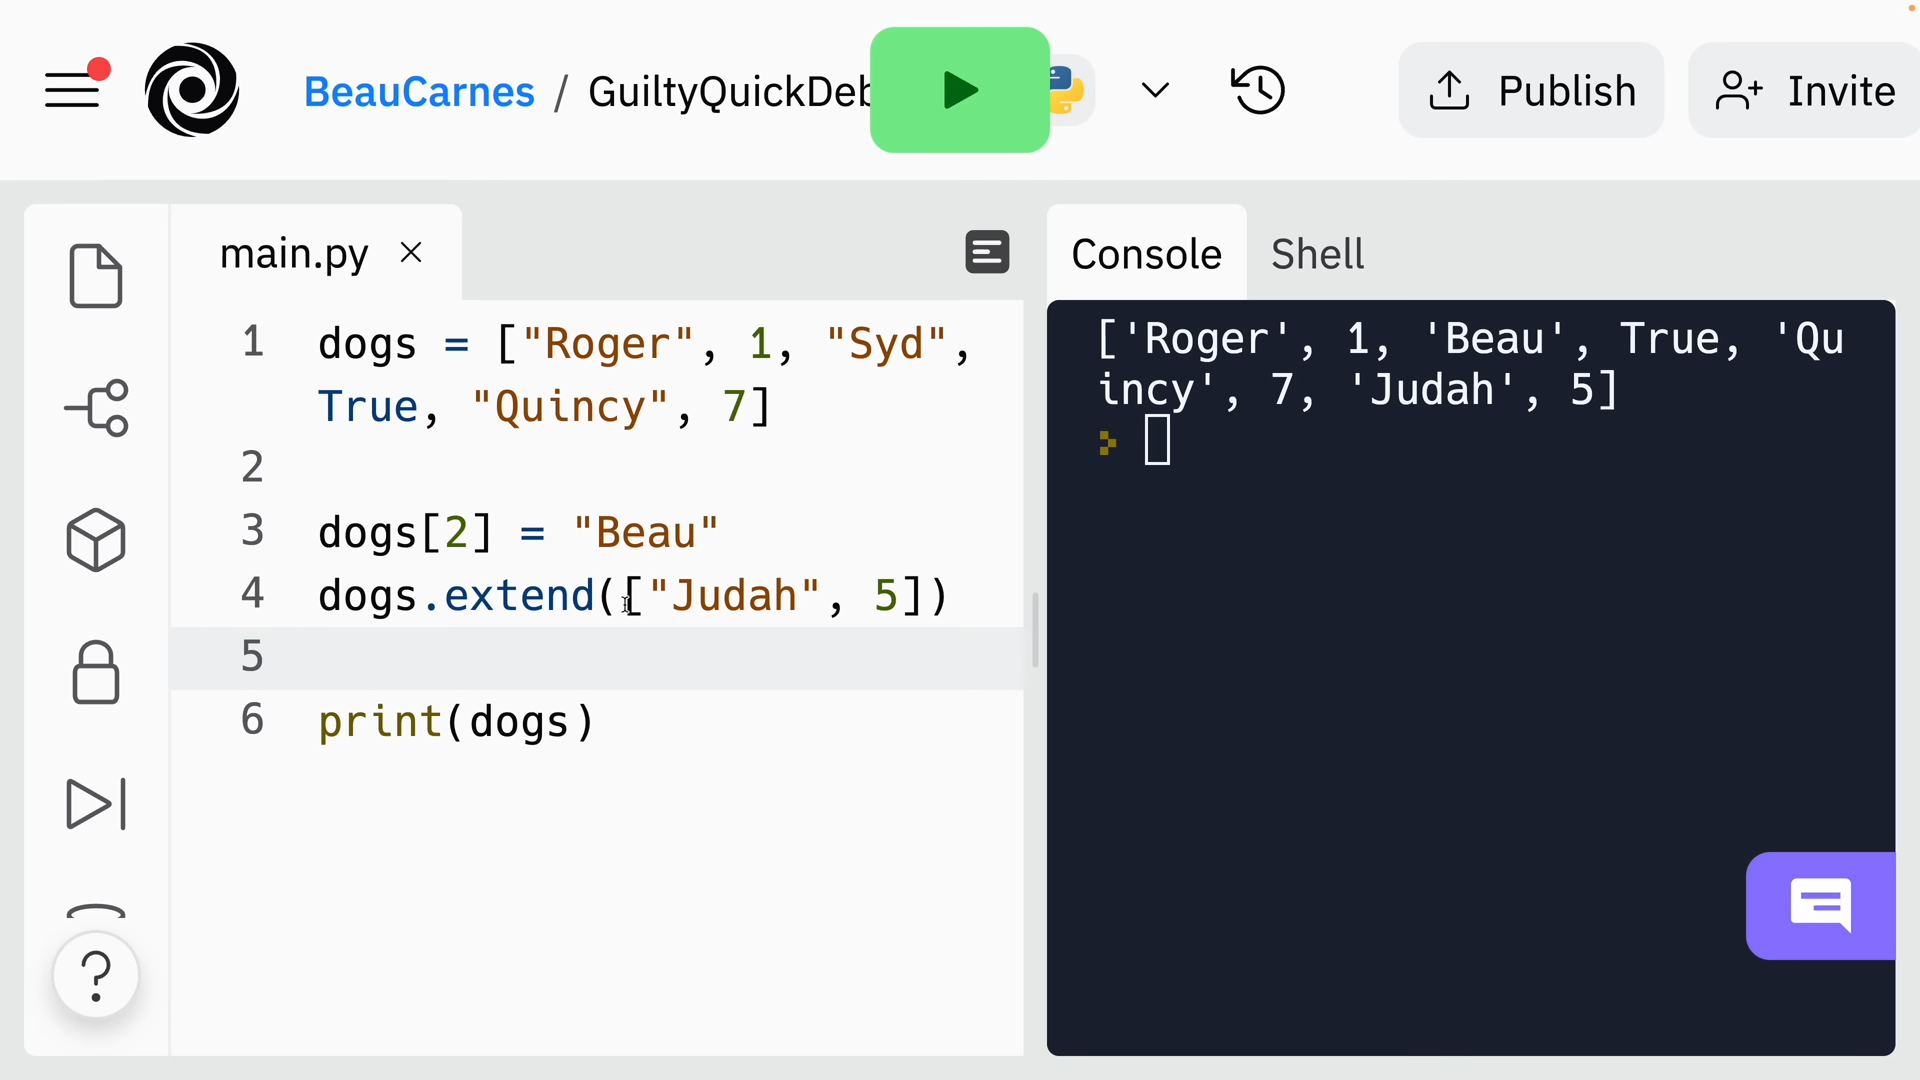 BeauCarnes / GuiltyQuickDeb
Publish
Invite
main.py
Console
Shell
1 dogs = ["Roger", 1, "Syd",
True, "Quincy", 7]
2
3 dogs[2] = "Beau"
4 dogs.extend(["Judah", 5])
5
6 print(dogs)
['Roger', 1, 'Beau', True, 'Qu
incy', 7, 'Judah', 5]
?